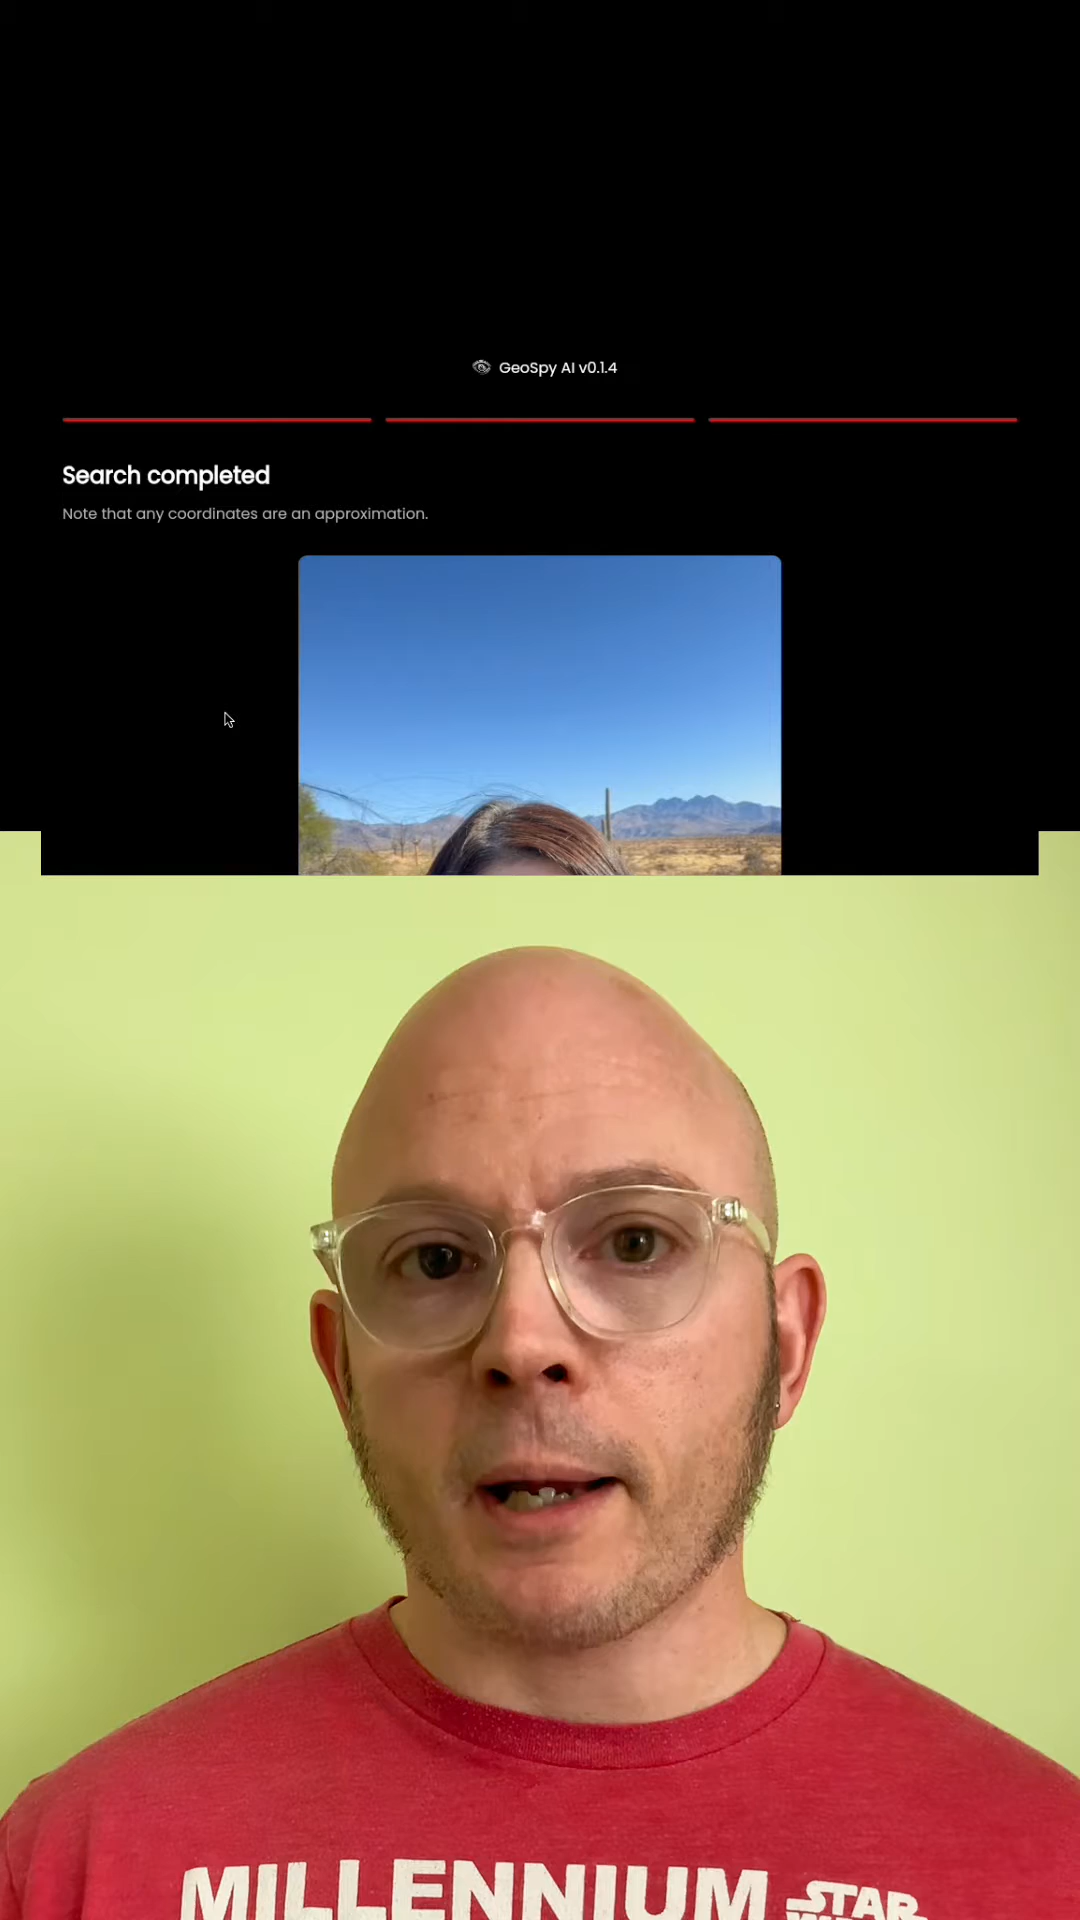 GeoSpy AI v0.1.4
Search completed
Note that any coordinates are an approximation.
MILLENNIUM STAR